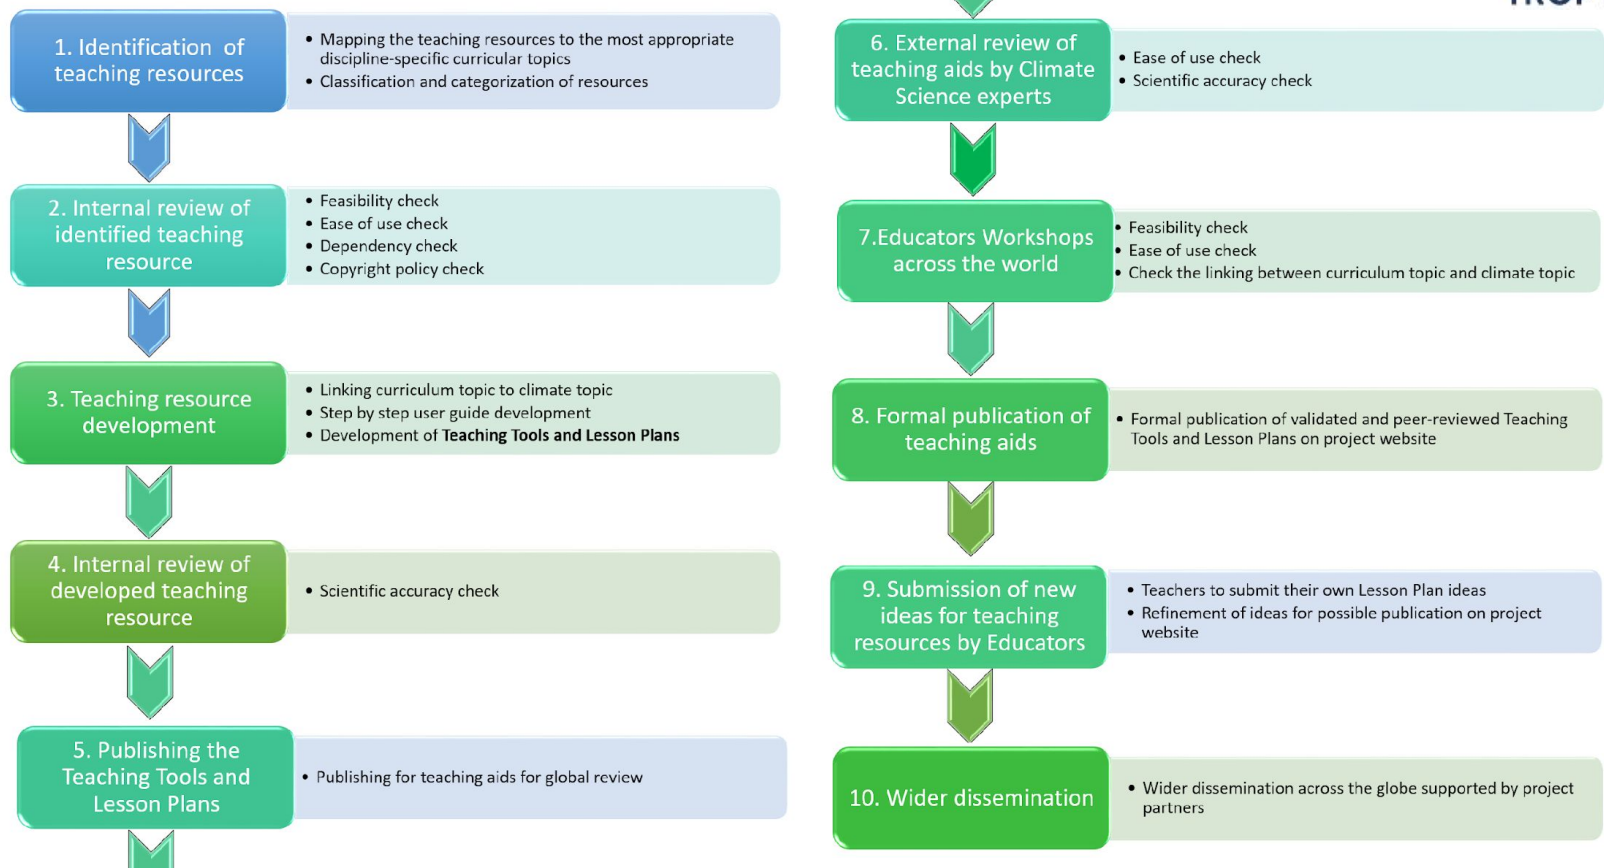 1. Identification of
teaching resources
• Mapping the teaching resources to the most appropriate
discipline-specific curricular topics
• Classification and categorization of resources
2. Internal review of
identified teaching
resource
• Feasibility check
• Ease of use check
• Dependency check
• Copyright policy check
3. Teaching resource
development
• Linking curriculum topic to climate topic
• Step by step user guide development
• Development of Teaching Tools and Lesson Plans
4. Internal review of
developed teaching
resource
• Scientific accuracy check
5. Publishing the
Teaching Tools and
Lesson Plans
• Publishing for teaching aids for global review
6. External review of
teaching aids by Climate
Science experts
• Ease of use check
• Scientific accuracy check
7.Educators Workshops
across the world
• Feasibility check
• Ease of use check
• Check the linking between curriculum topic and climate topic
8. Formal publication of
teaching aids
• Formal publication of validated and peer-reviewed Teaching
Tools and Lesson Plans on project website
9. Submission of new
ideas for teaching
resources by Educators
• Teachers to submit their own Lesson Plan ideas
• Refinement of ideas for possible publication on project
website
10. Wider dissemination
• Wider dissemination across the globe supported by project
partners